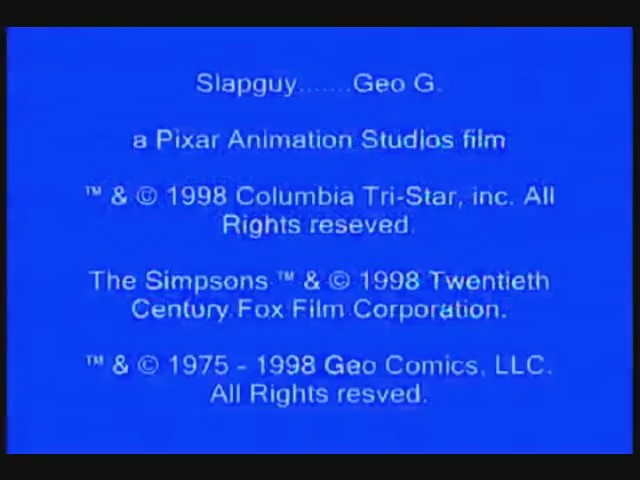 Slapguy.......Geo G.
a Pixar Animation Studios film
™ & © 1998 Columbia Tri-Star, inc. All
Rights reseved.
The Simpsons ™ & © 1998 Twentieth
Century Fox Film Corporation.
™ & © 1975 - 1998 Geo Comics, LLC.
All Rights resved.